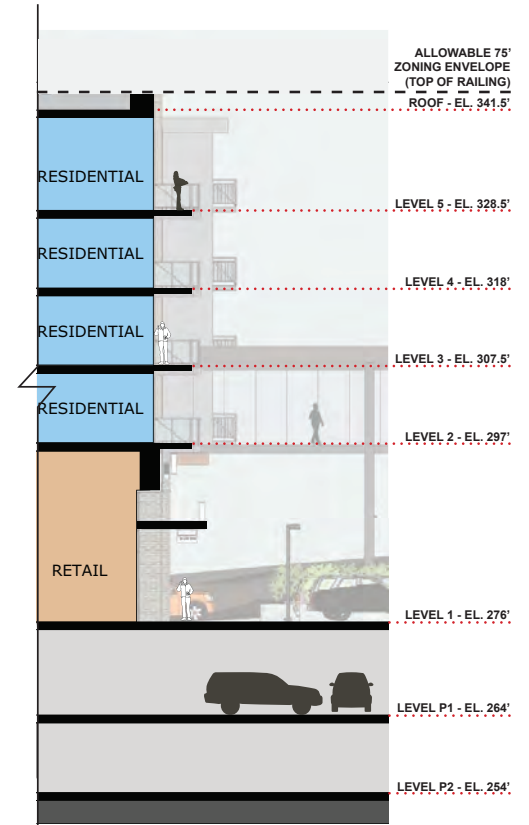 ALLOWABLE 75'
ZONING ENVELOPE
(TOP OF RAILING)
ROOF - EL. 341.5'
RESIDENTIAL
LEVEL 5 - EL. 328.5'
RESIDENTIAL
LEVEL 4 - EL. 318'
RESIDENTIAL
LEVEL 3 - EL. 307.5'
RESIDENTIAL
LEVEL 2 - EL. 297'
RETAIL
LEVEL 1 - EL. 276'
LEVEL P1 - EL. 264'
LEVEL P2 - EL. 254'